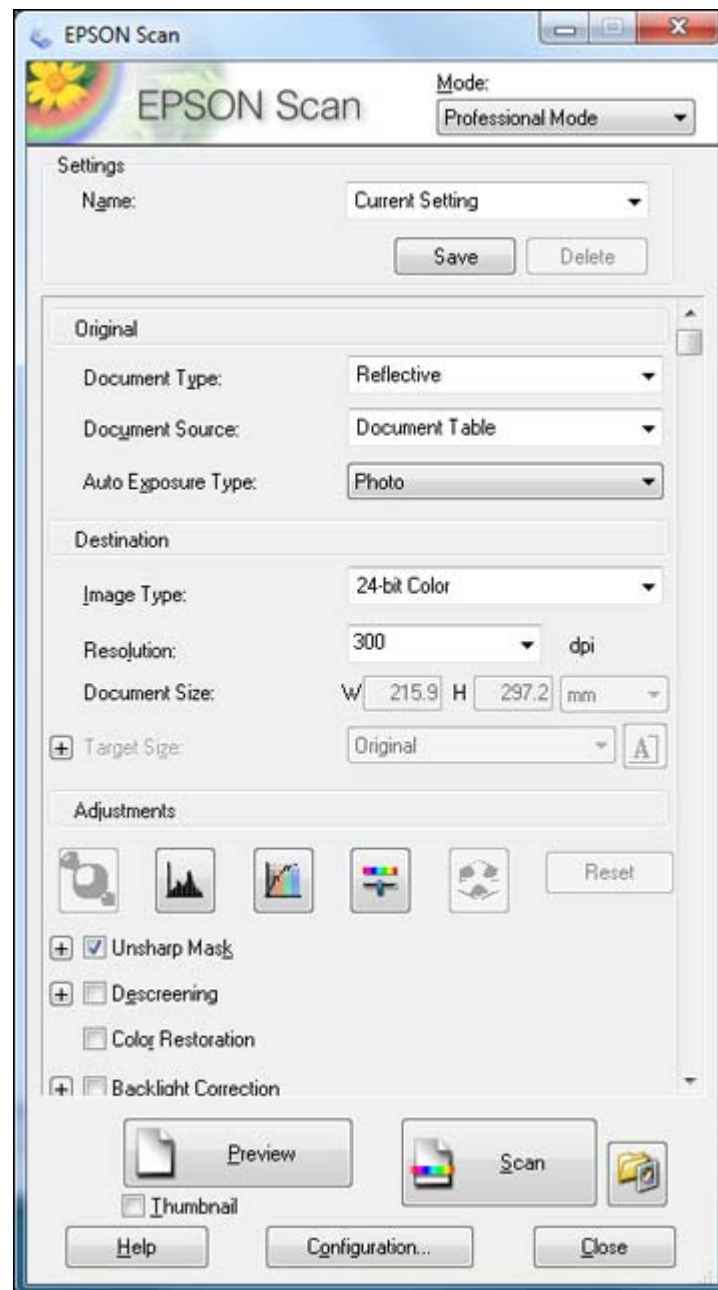 EPSON Scan
EPSON Scan
Mode:
Professional Mode
Settings
Name: Current Setting
Save Delete
Original
Document Type: Reflective
Document Source: Document Table
Auto Exposure Type: Photo
Destination
Image Type: 24-bit Color
Resolution: 300 dpi
Document Size: W 215.9 H 297.2 mm
Target Size: Original A
Adjustments
Reset
Unsharp Mask
Descreening
Color Restoration
Backlight Correction
Preview Scan
Thumbnail
Help Configuration... Close